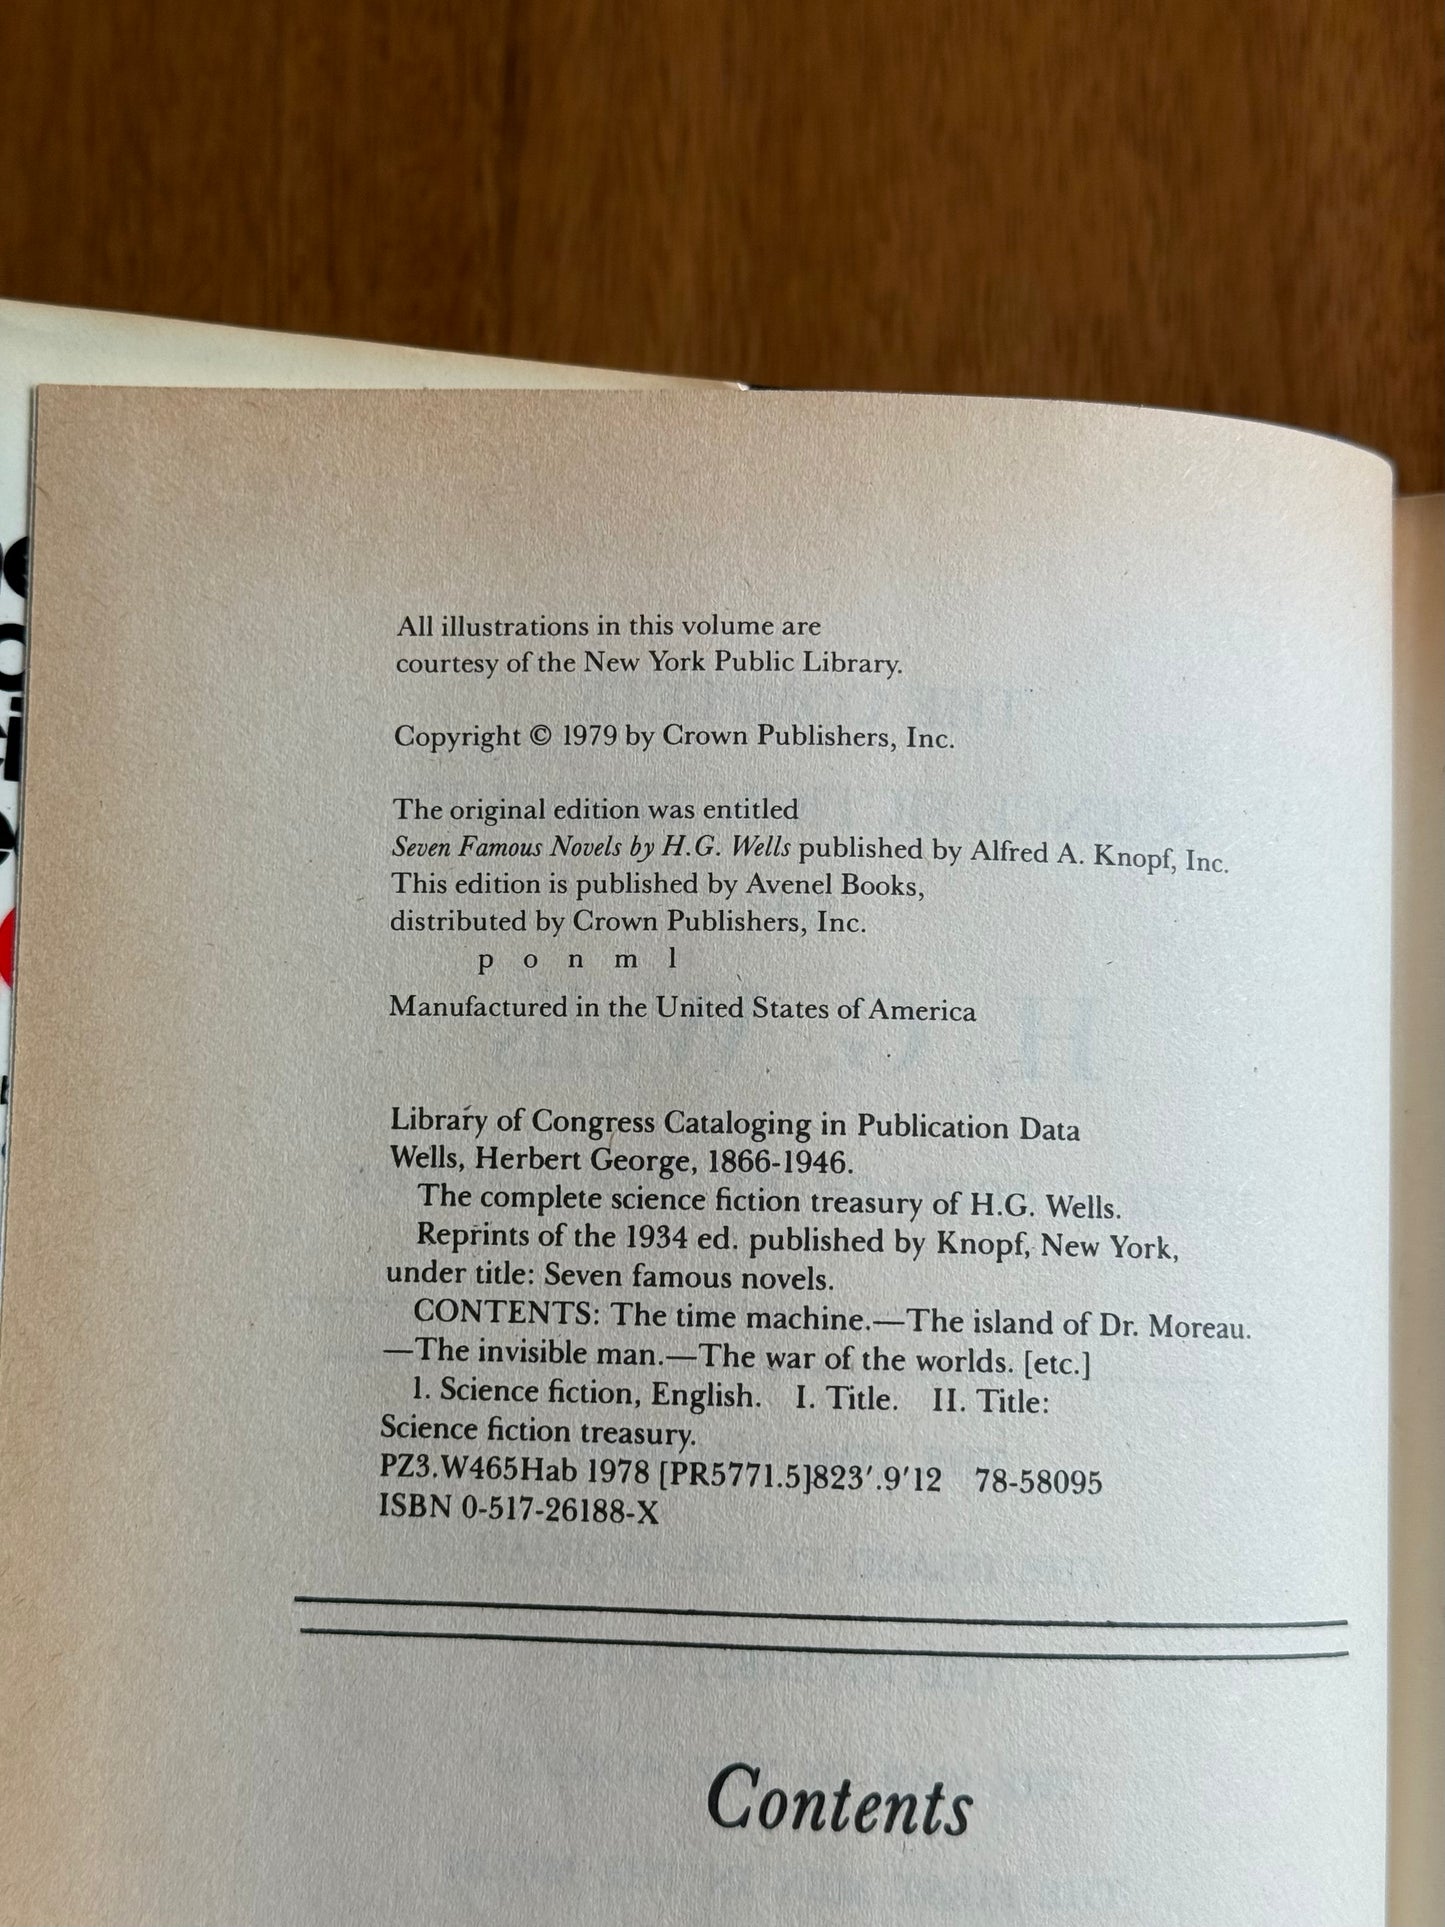 All illustrations in this volume are
courtesy of the New York Public Library.
Copyright © 1979 by Crown Publishers, Inc.
The original edition was entitled
Seven Famous Novels by H.G. Wells published by Alfred A. Knopf, Inc.
This edition is published by Avenel Books,
distributed by Crown Publishers, Inc.
p o n m l
Manufactured in the United States of America
Library of Congress Cataloging in Publication Data
Wells, Herbert George, 1866-1946.
The complete science fiction treasury of H.G. Wells.
Reprints of the 1934 ed. published by Knopf, New York,
under title: Seven famous novels.
CONTENTS: The time machine.—The island of Dr. Moreau.
—The invisible man.—The war of the worlds. [etc.]
1. Science fiction, English. I. Title. II. Title:
Science fiction treasury.
PZ3.W465Hab 1978 [PR5771.5]823′.9′12 78-58095
ISBN 0-517-26188-X
Contents